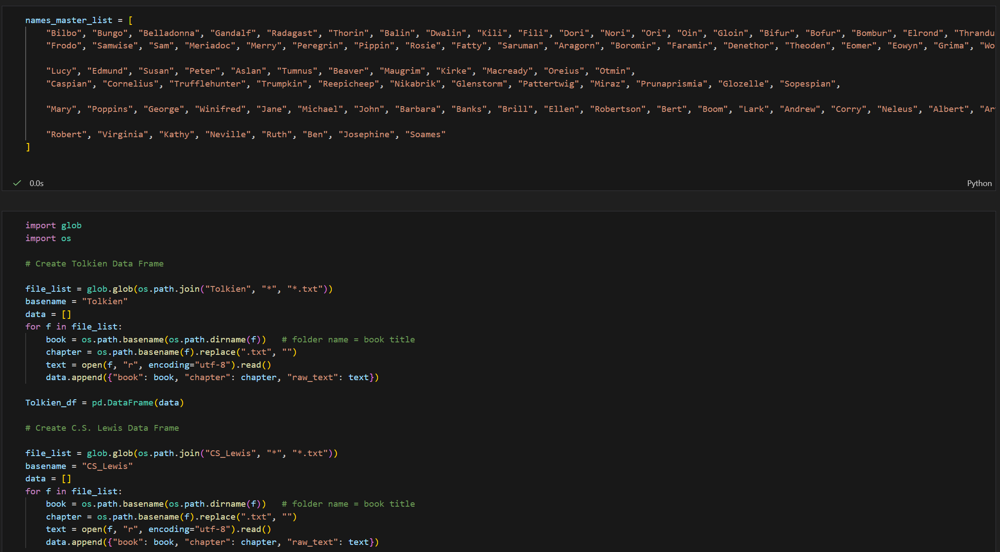 names_master_list = [
"Bilbo", "Bungo", "Belladonna", "Gandalf", "Radagast", "Thorin", "Balin", "Dwalin", "Kili", "Fili", "Dori", "Nori", "Ori", "Oin", "Gloin", "Bifur", "Bofur", "Bombur", "Elrond", "Thrandu
"Frodo", "Samwise", "Sam", "Meriadoc", "Merry", "Peregrin", "Pippin", "Rosie", "Fatty", "Saruman", "Aragorn", "Boromir", "Faramir", "Denethor", "Theoden", "Eomer", "Eowyn", "Grima", "Wo
"Lucy", "Edmund", "Susan", "Peter", "Aslan", "Tumnus", "Beaver", "Maugrim", "Kirke", "Macready", "Oreius", "Otmin",
"Caspian", "Cornelius", "Trufflehunter", "Trumpkin", "Reepicheep", "Nikabrik", "Glenstorm", "Pattertwig", "Miraz", "Prunaprismia", "Glozelle", "Sopespian",
"Mary", "Poppins", "George", "Winifred", "Jane", "Michael", "John", "Barbara", "Banks", "Brill", "Ellen", "Robertson", "Bert", "Boom", "Lark", "Andrew", "Corry", "Neleus", "Albert", "Ar
"Robert", "Virginia", "Kathy", "Neville", "Ruth", "Ben", "Josephine", "Soames"
]
0.0s
Python
import glob
import os
# Create Tolkien Data Frame
file_list = glob.glob(os.path.join("Tolkien", "*", "*.txt"))
basename = "Tolkien"
data = []
for f in file_list:
book = os.path.basename(os.path.dirname(f))   # folder name = book title
chapter = os.path.basename(f).replace(".txt", "")
text = open(f, "r", encoding="utf-8").read()
data.append({"book": book, "chapter": chapter, "raw_text": text})
Tolkien_df = pd.DataFrame(data)
# Create C.S. Lewis Data Frame
file_list = glob.glob(os.path.join("CS_Lewis", "*", "*.txt"))
basename = "CS_Lewis"
data = []
for f in file_list:
book = os.path.basename(os.path.dirname(f))   # folder name = book title
chapter = os.path.basename(f).replace(".txt", "")
text = open(f, "r", encoding="utf-8").read()
data.append({"book": book, "chapter": chapter, "raw_text": text})